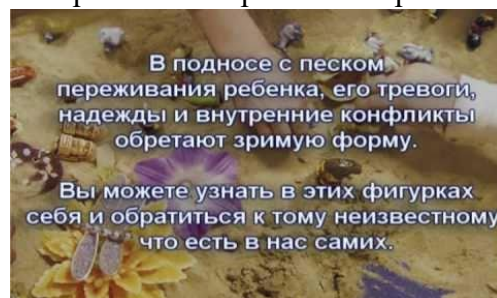 В подносе с песком
переживания ребенка, его тревоги,
надежды и внутренние конфликты
обретают зримую форму.
Вы можете узнать в этих фигурках
себя и обратиться к тому неизвестному
что есть в нас самих.